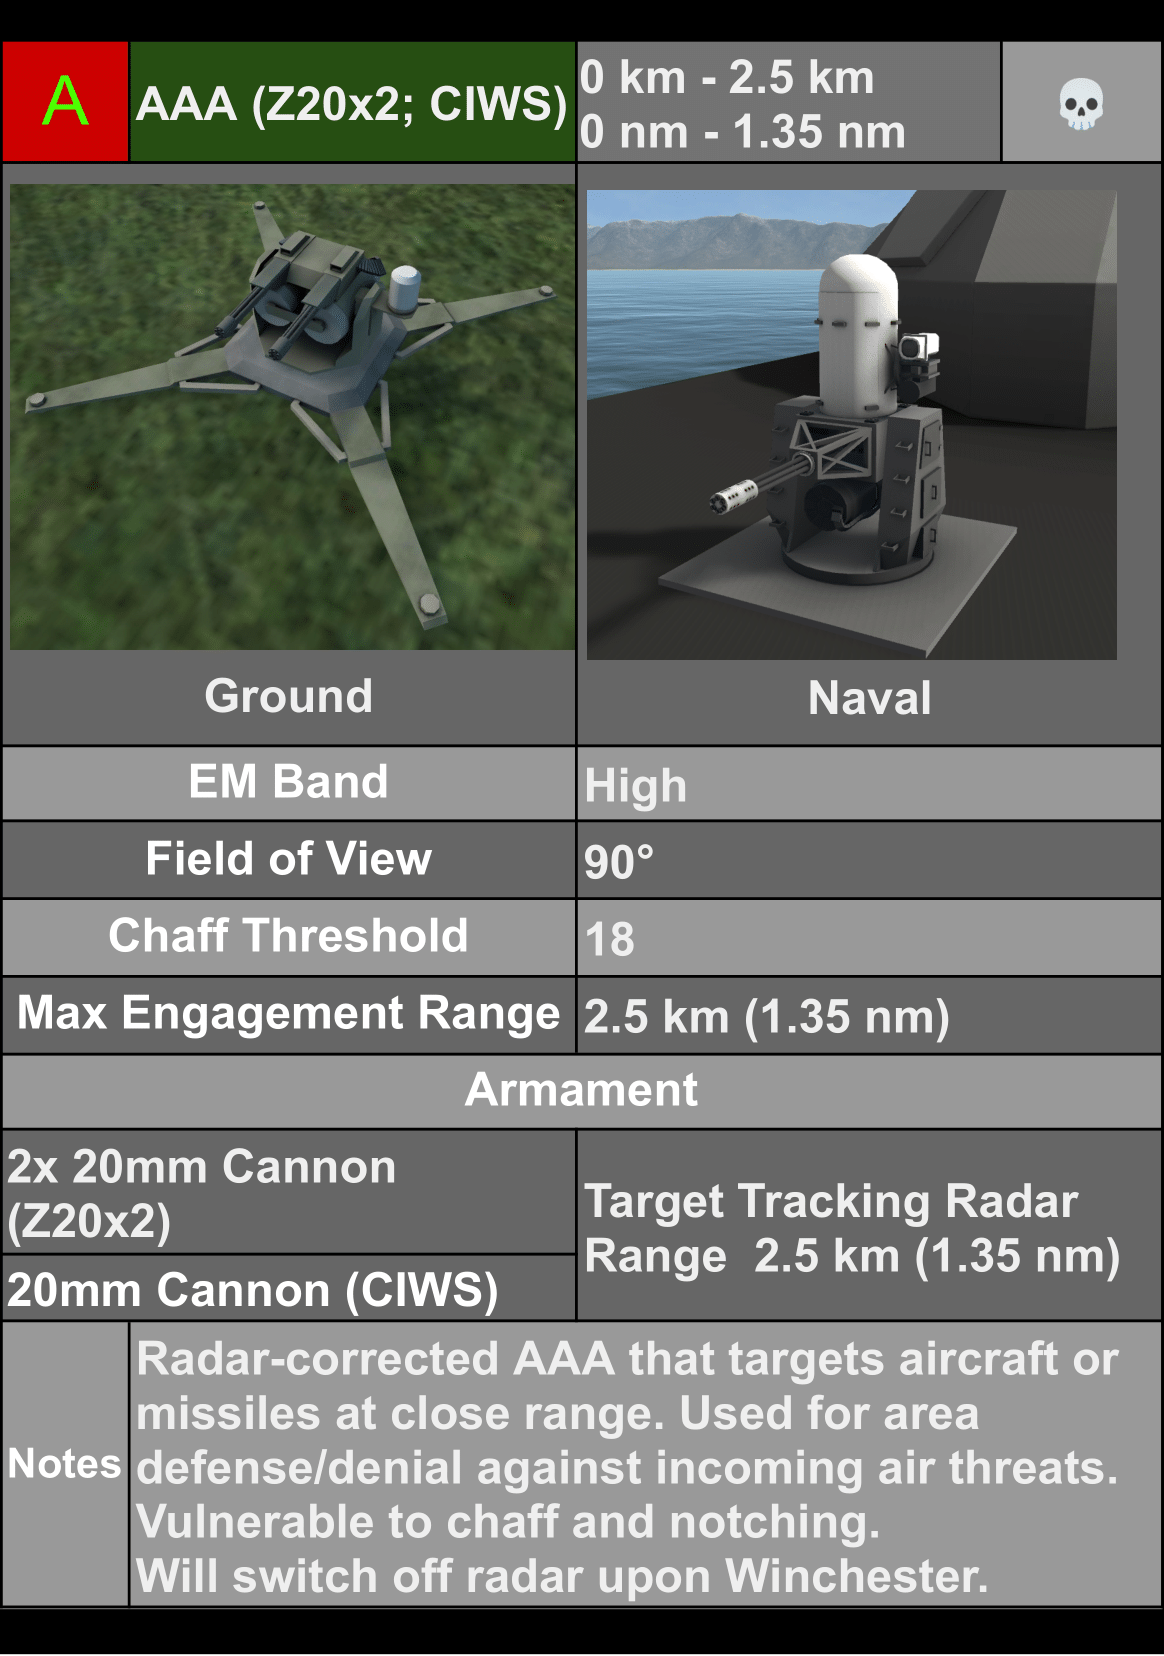 A
AAA (Z20x2; CIWS)
0 km - 2.5 km
0 nm - 1.35 nm
Ground
Naval
EM Band
High
Field of View
90°
Chaff Threshold
18
Max Engagement Range
2.5 km (1.35 nm)
Armament
2x 20mm Cannon
(Z20x2)
20mm Cannon (CIWS)
Target Tracking Radar
Range  2.5 km (1.35 nm)
Notes
Radar-corrected AAA that targets aircraft or
missiles at close range. Used for area
defense/denial against incoming air threats.
Vulnerable to chaff and notching.
Will switch off radar upon Winchester.